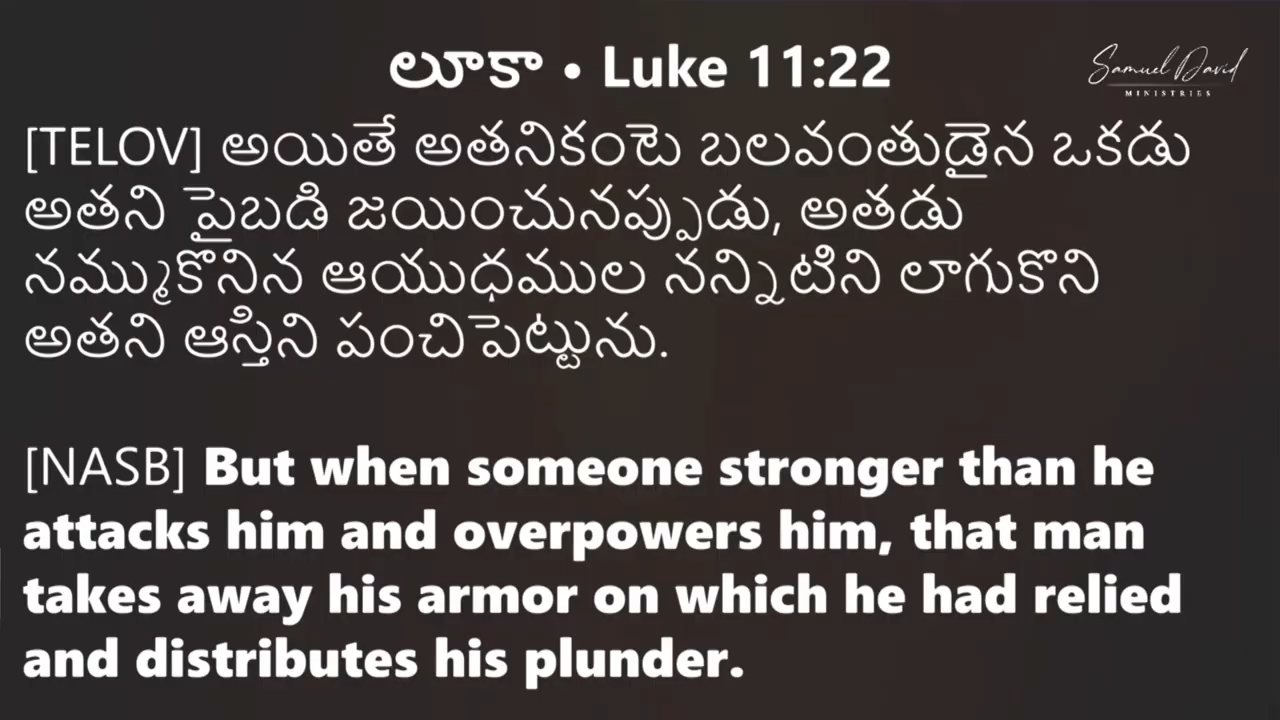 లూకా • Luke 11:22
Samuel David
MINISTRIES
[TELOV] అయితే అతనికంటె బలవంతుడైన ఒకడు
అతని పైబడి జయించునప్పుడు, అతడు
నమ్ముకొనిన ఆయుధముల నన్నిటిని లాగుకొని
అతని ఆస్తిని పంచిపెట్టును.
[NASB] But when someone stronger than he
attacks him and overpowers him, that man
takes away his armor on which he had relied
and distributes his plunder.